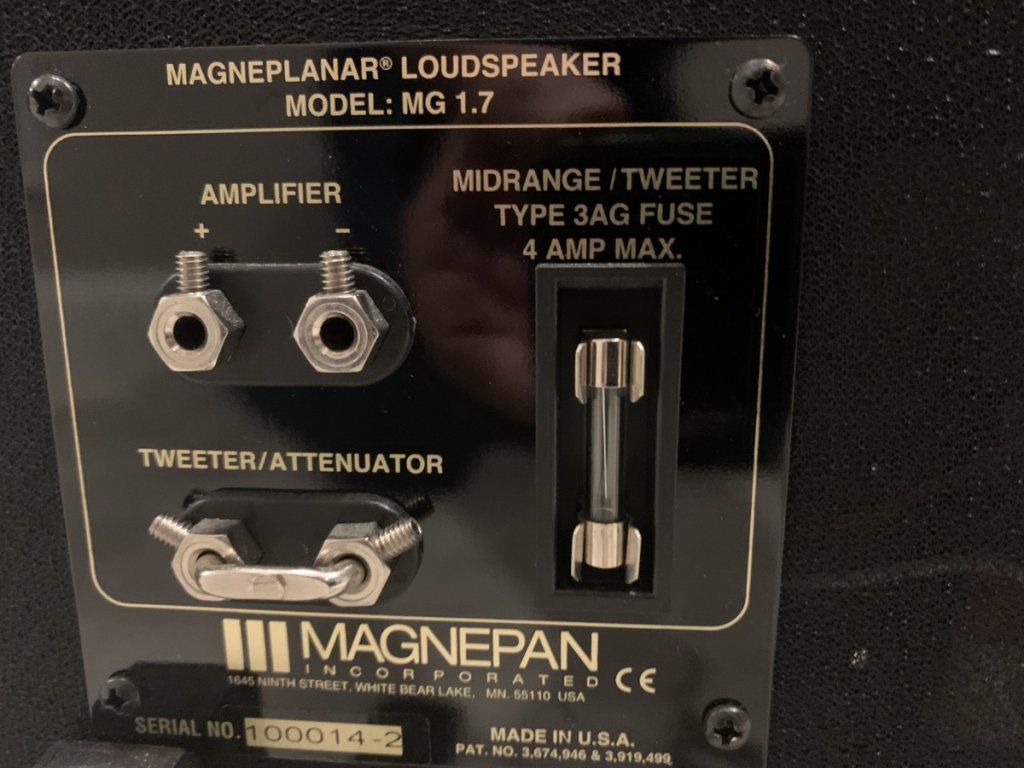 MAGNEPLANAR® LOUDSPEAKER
MODEL: MG 1.7
AMPLIFIER
+ −
MIDRANGE / TWEETER
TYPE 3AG FUSE
4 AMP MAX.
TWEETER/ATTENUATOR
MAGNEPAN
INCORPORATED
CE
1645 NINTH STREET, WHITE BEAR LAKE, MN. 55110 USA
SERIAL NO. 100014-2
MADE IN U.S.A.
PAT. NO. 3,674,946 & 3,919,499